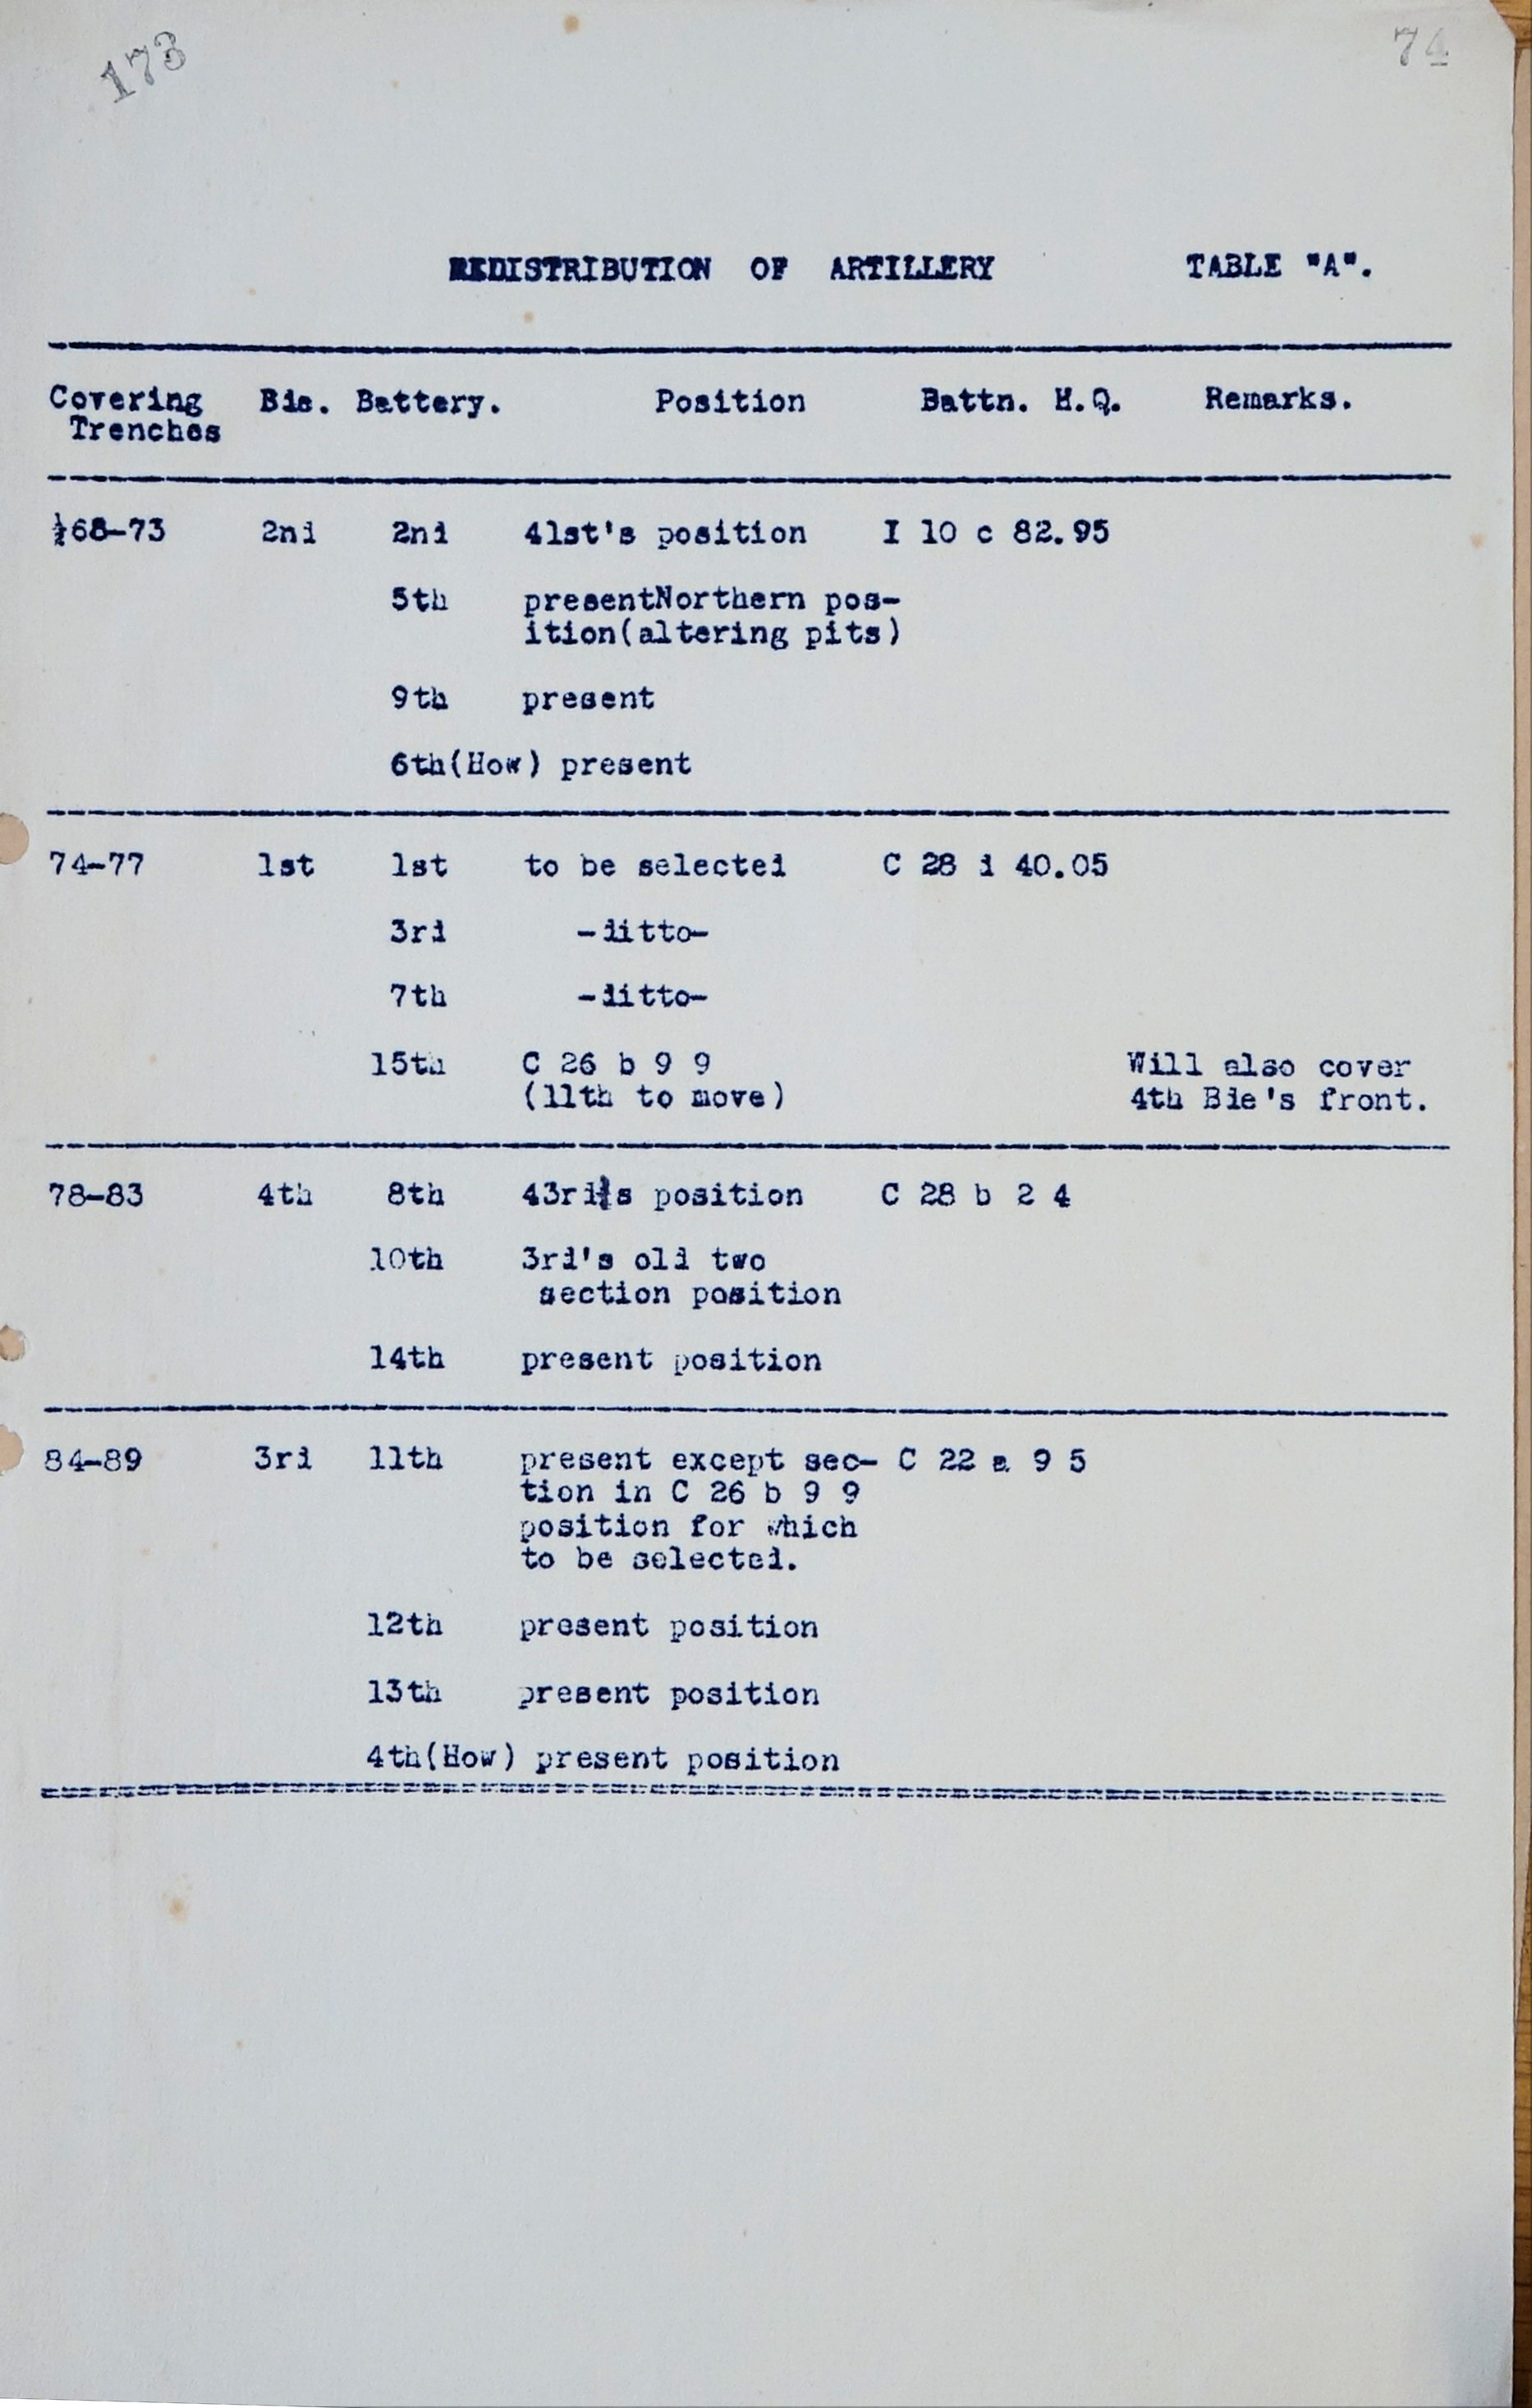 173
74
REDISTRIBUTION OF ARTILLERY TABLE "A".
Covering Bde. Battery. Position Battn. H.Q. Remarks.
Trenches
½68-73 2nd 2nd 41st's position I 10 c 82.95
5th presentNorthern pos-
ition(altering pits)
9th present
6th(How) present
74-77 1st 1st to be selected C 28 d 40.05
3rd -ditto-
7th -ditto-
15th C 26 b 9 9 Will also cover
(11th to move) 4th Bde's front.
78-83 4th 8th 43rd's position C 28 b 2 4
10th 3rd's old two
section position
14th present position
84-89 3rd 11th present except sec- C 22 a 9 5
tion in C 26 b 9 9
position for which
to be selected.
12th present position
13th present position
4th(How) present position